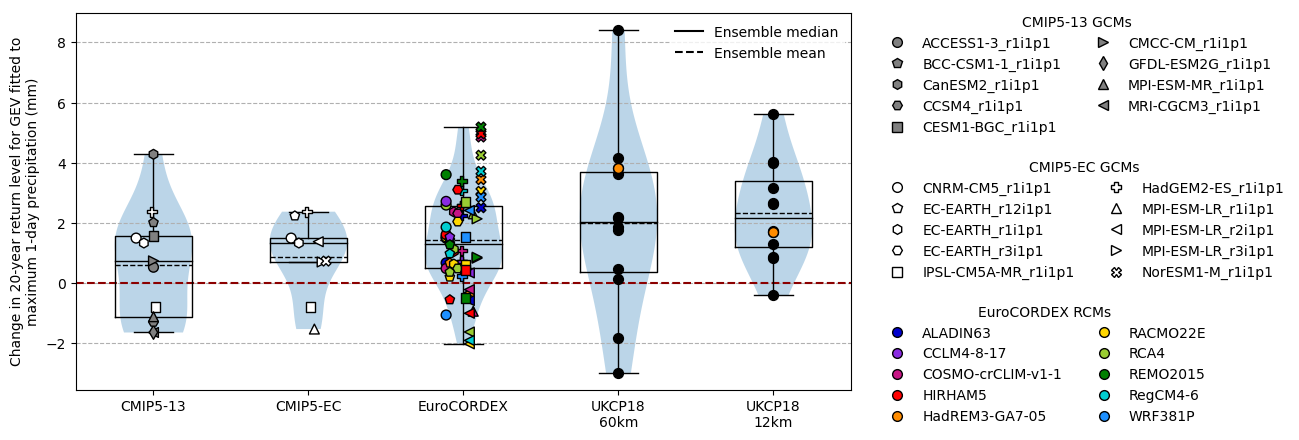 Change in 20-year return level for GEV fitted to
maximum 1-day precipitation (mm)
8
6
4
2
0
−2
Ensemble median
Ensemble mean
CMIP5-13
CMIP5-EC
EuroCORDEX
UKCP18
60km
UKCP18
12km
CMIP5-13 GCMs
ACCESS1-3_r1i1p1
BCC-CSM1-1_r1i1p1
CanESM2_r1i1p1
CCSM4_r1i1p1
CESM1-BGC_r1i1p1
CMCC-CM_r1i1p1
GFDL-ESM2G_r1i1p1
MPI-ESM-MR_r1i1p1
MRI-CGCM3_r1i1p1
CMIP5-EC GCMs
CNRM-CM5_r1i1p1
EC-EARTH_r12i1p1
EC-EARTH_r1i1p1
EC-EARTH_r3i1p1
IPSL-CM5A-MR_r1i1p1
HadGEM2-ES_r1i1p1
MPI-ESM-LR_r1i1p1
MPI-ESM-LR_r2i1p1
MPI-ESM-LR_r3i1p1
NorESM1-M_r1i1p1
EuroCORDEX RCMs
ALADIN63
CCLM4-8-17
COSMO-crCLIM-v1-1
HIRHAM5
HadREM3-GA7-05
RACMO22E
RCA4
REMO2015
RegCM4-6
WRF381P